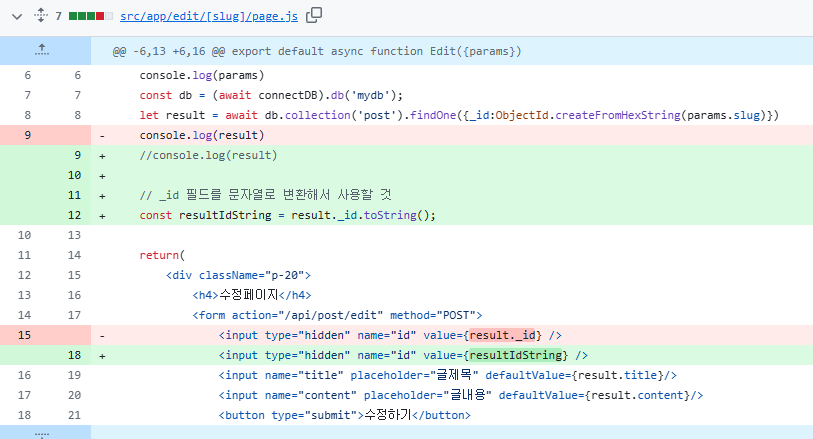 7 src/app/edit/[slug]/page.js
@@ -6,13 +6,16 @@ export default async function Edit({params})
6 6 console.log(params)
7 7 const db = (await connectDB).db('mydb');
8 8 let result = await db.collection('post').findOne({_id:ObjectId.createFromHexString(params.slug)})
9 - console.log(result)
9 + //console.log(result)
10 +
11 + // _id 필드를 문자열로 변환해서 사용할 것
12 + const resultIdString = result._id.toString();
10 13
11 14 return(
12 15 <div className="p-20">
13 16 <h4>수정페이지</h4>
14 17 <form action="/api/post/edit" method="POST">
15 - <input type="hidden" name="id" value={result._id} />
18 + <input type="hidden" name="id" value={resultIdString} />
16 19 <input name="title" placeholder="글제목" defaultValue={result.title}/>
17 20 <input name="content" placeholder="글내용" defaultValue={result.content}/>
18 21 <button type="submit">수정하기</button>